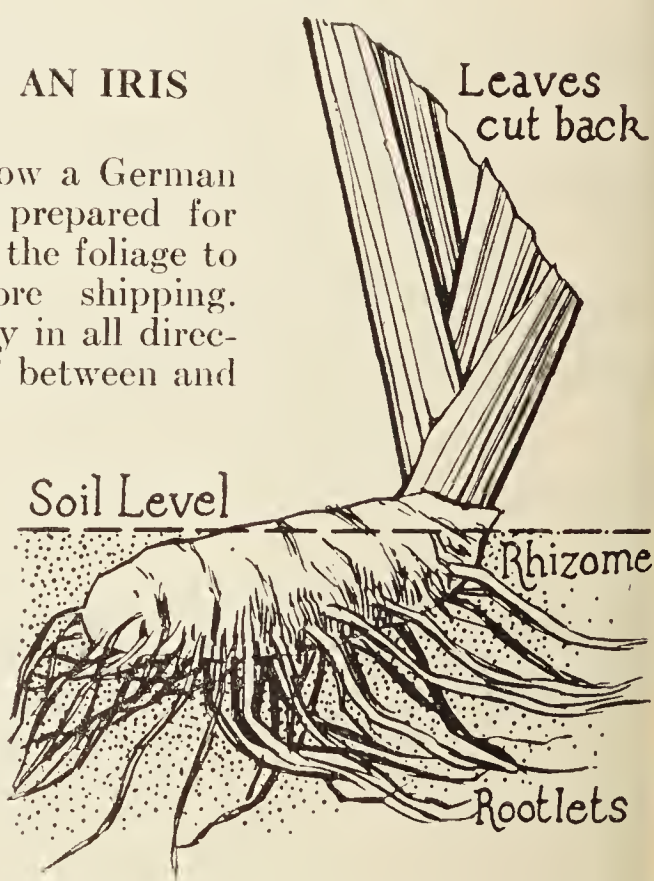 AN IRIS
Leaves
cut back
ow a German
prepared for
the foliage to
ore shipping.
y in all direc-
between and
Soil Level
Rhizome
Rootlets